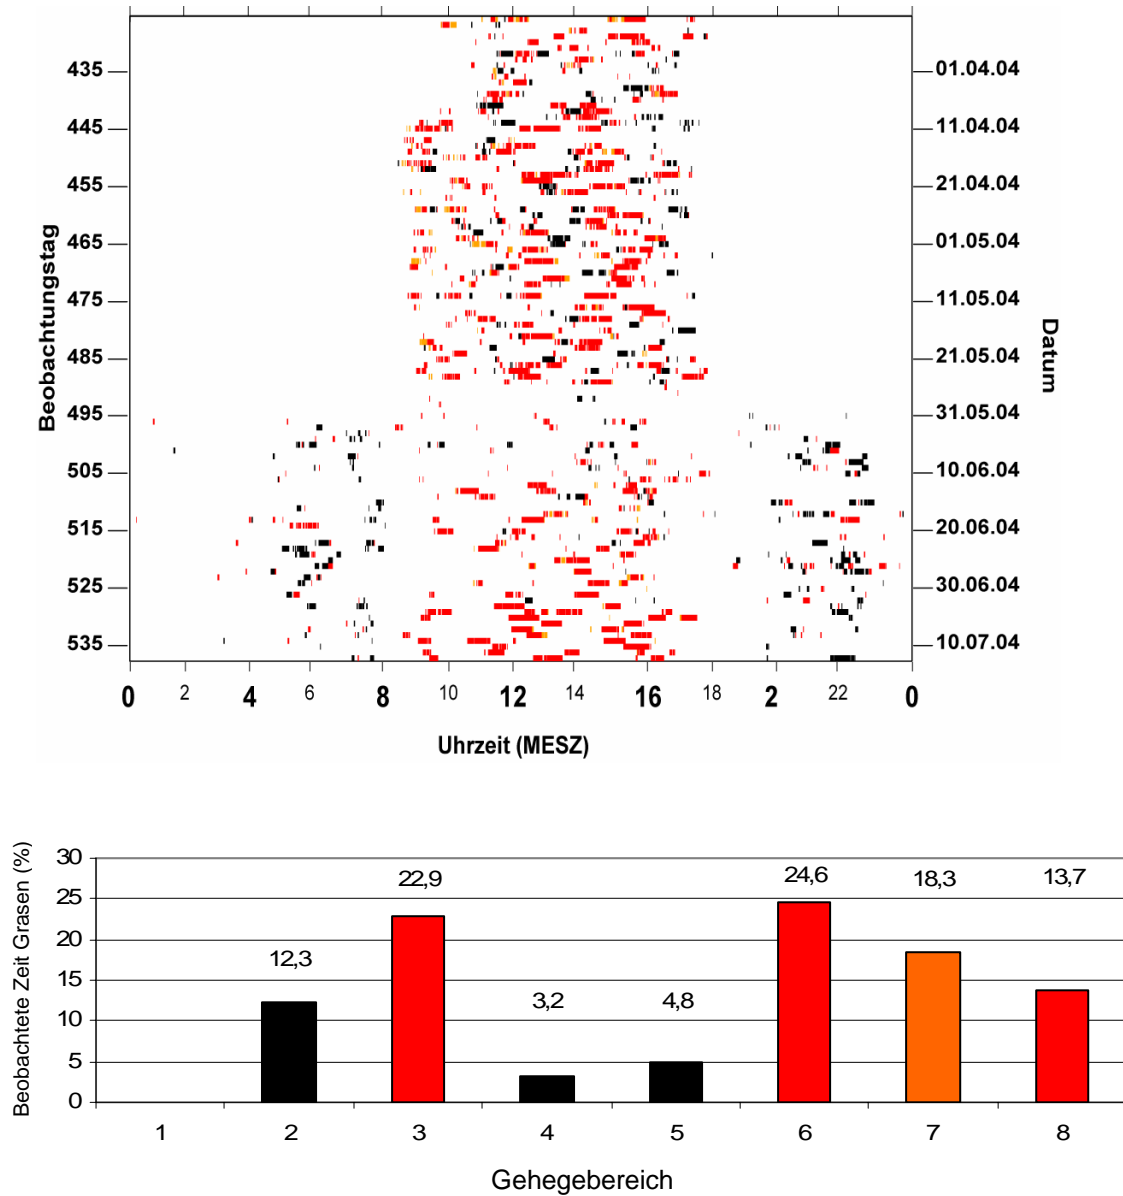 435 01.04.04
445 11.04.04
455 21.04.04
465 01.05.04
475 11.05.04
485 21.05.04
495 31.05.04
505 10.06.04
515 20.06.04
525 30.06.04
535 10.07.04
Beobachtungstag
Datum
0 2 4 6 8 10 12 14 16 18 2 22 0
Uhrzeit (MESZ)
Beobachtete Zeit Grasen (%)
30
25
20
15
10
5
0
12,3 22,9 3,2 4,8 24,6 18,3 13,7
1 2 3 4 5 6 7 8
Gehegebereich